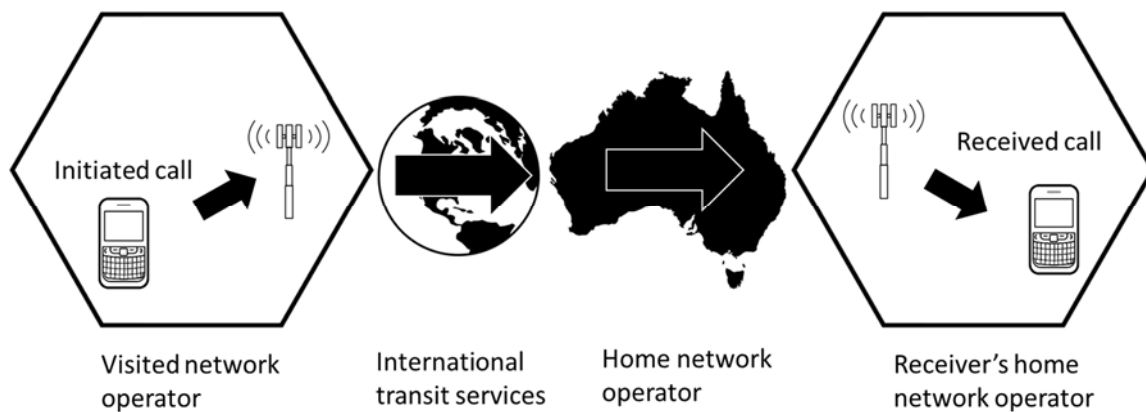 Initiated call
Received call
Visited network
operator
International
transit services
Home network
operator
Receiver's home
network operator